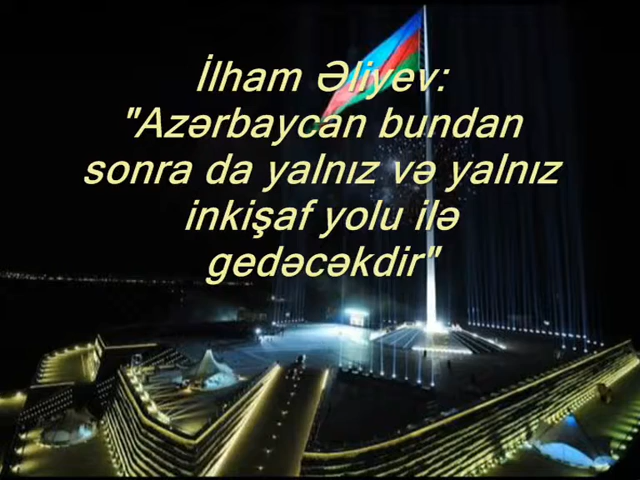 İlham Əliyev:
"Azərbaycan bundan
sonra da yalnız və yalnız
inkişaf yolu ilə
gedəcəkdir"